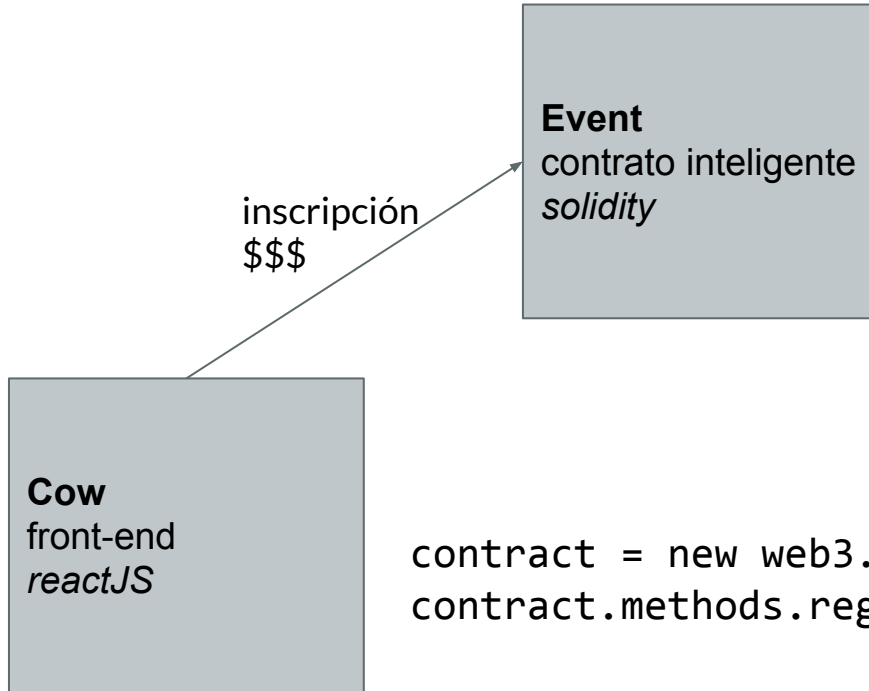 Event
contrato inteligente
solidity
inscripción
$$$
Cow
front-end
reactJS
contract = new web3.
contract.methods.reg